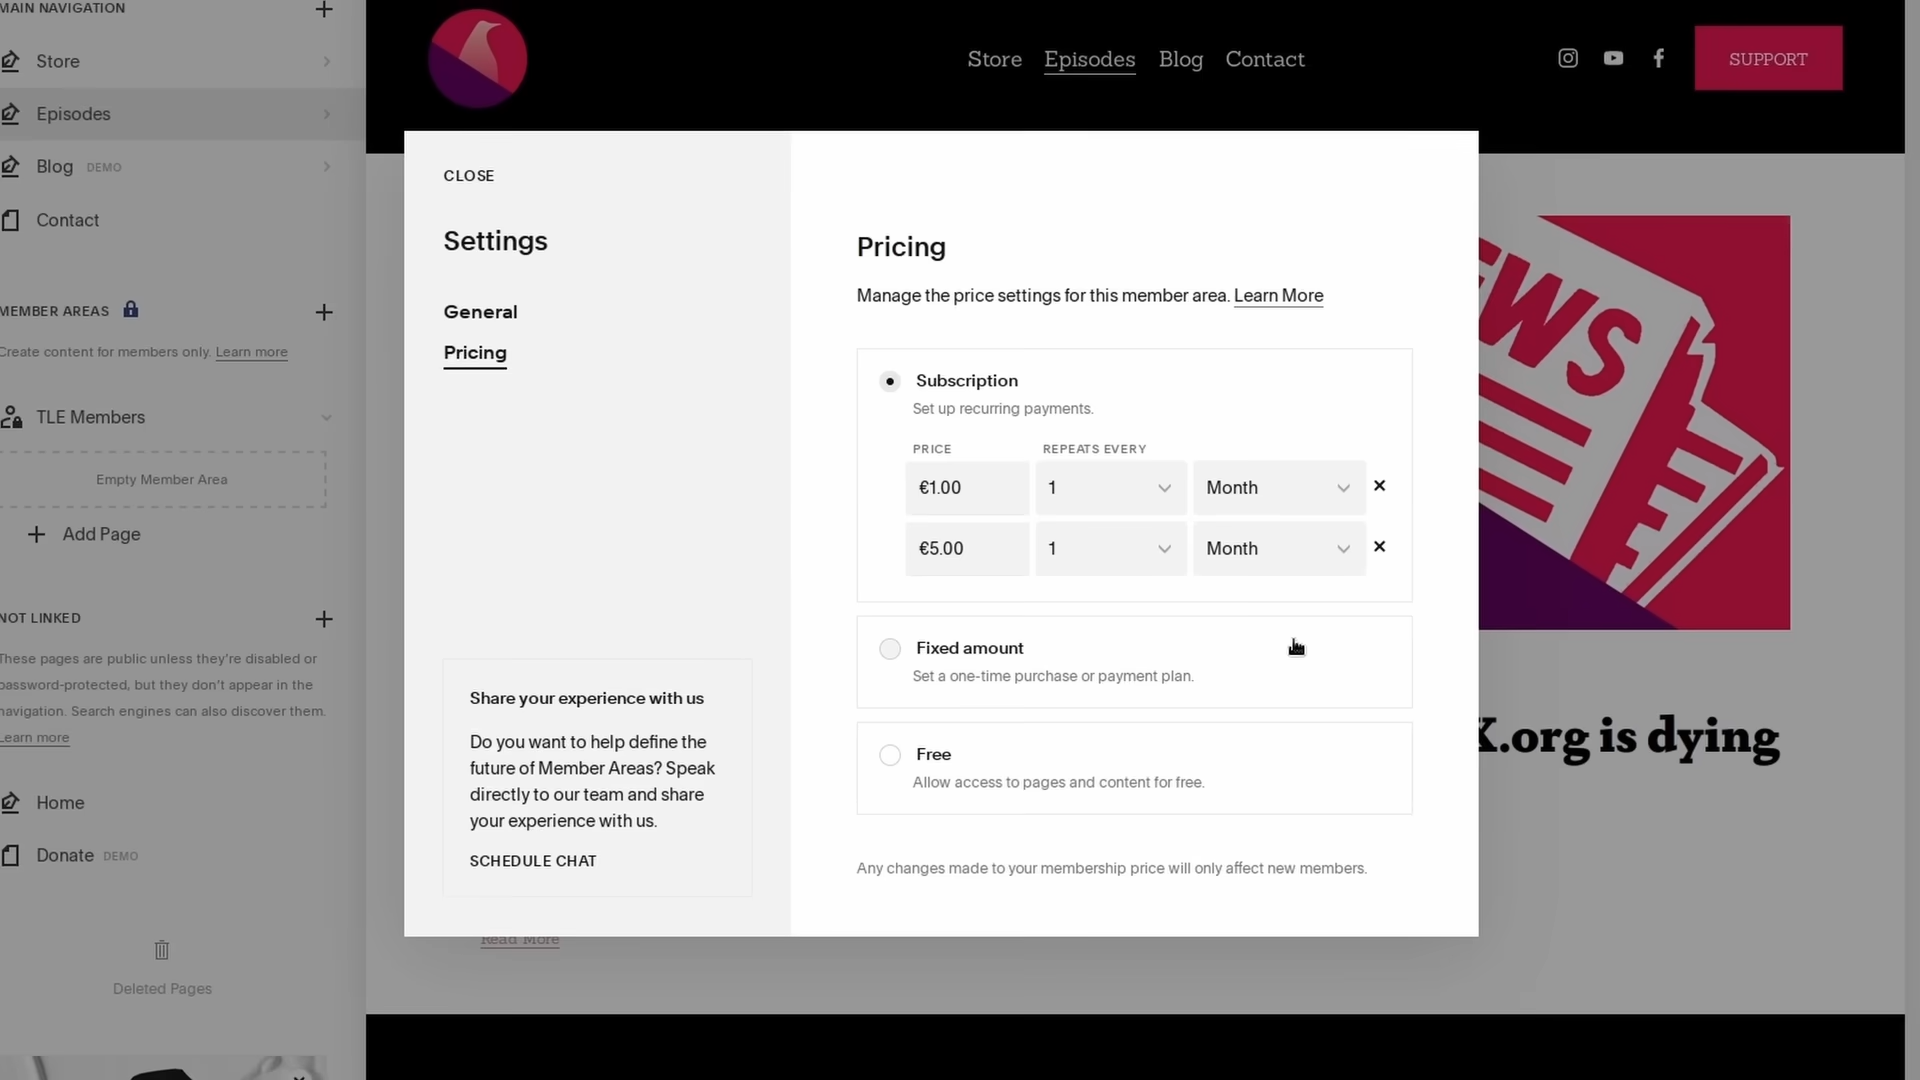 MAIN NAVIGATION
Store
Episodes
Blog DEMO
Contact
MEMBER AREAS
Create content for members only. Learn more
TLE Members
Empty Member Area
Add Page
NOT LINKED
These pages are public unless they're disabled or
password-protected, but they don't appear in the
navigation. Search engines can also discover them.
Learn more
Home
Donate DEMO
Deleted Pages
Store Episodes Blog Contact
SUPPORT
CLOSE
Settings
General
Pricing
Share your experience with us
Do you want to help define the
future of Member Areas? Speak
directly to our team and share
your experience with us.
SCHEDULE CHAT
Pricing
Manage the price settings for this member area. Learn More
Subscription
Set up recurring payments.
PRICE REPEATS EVERY
€1.00 1 Month
€5.00 1 Month
Fixed amount
Set a one-time purchase or payment plan.
Free
Allow access to pages and content for free.
Any changes made to your membership price will only affect new members.
EWS
X.org is dying
Read More